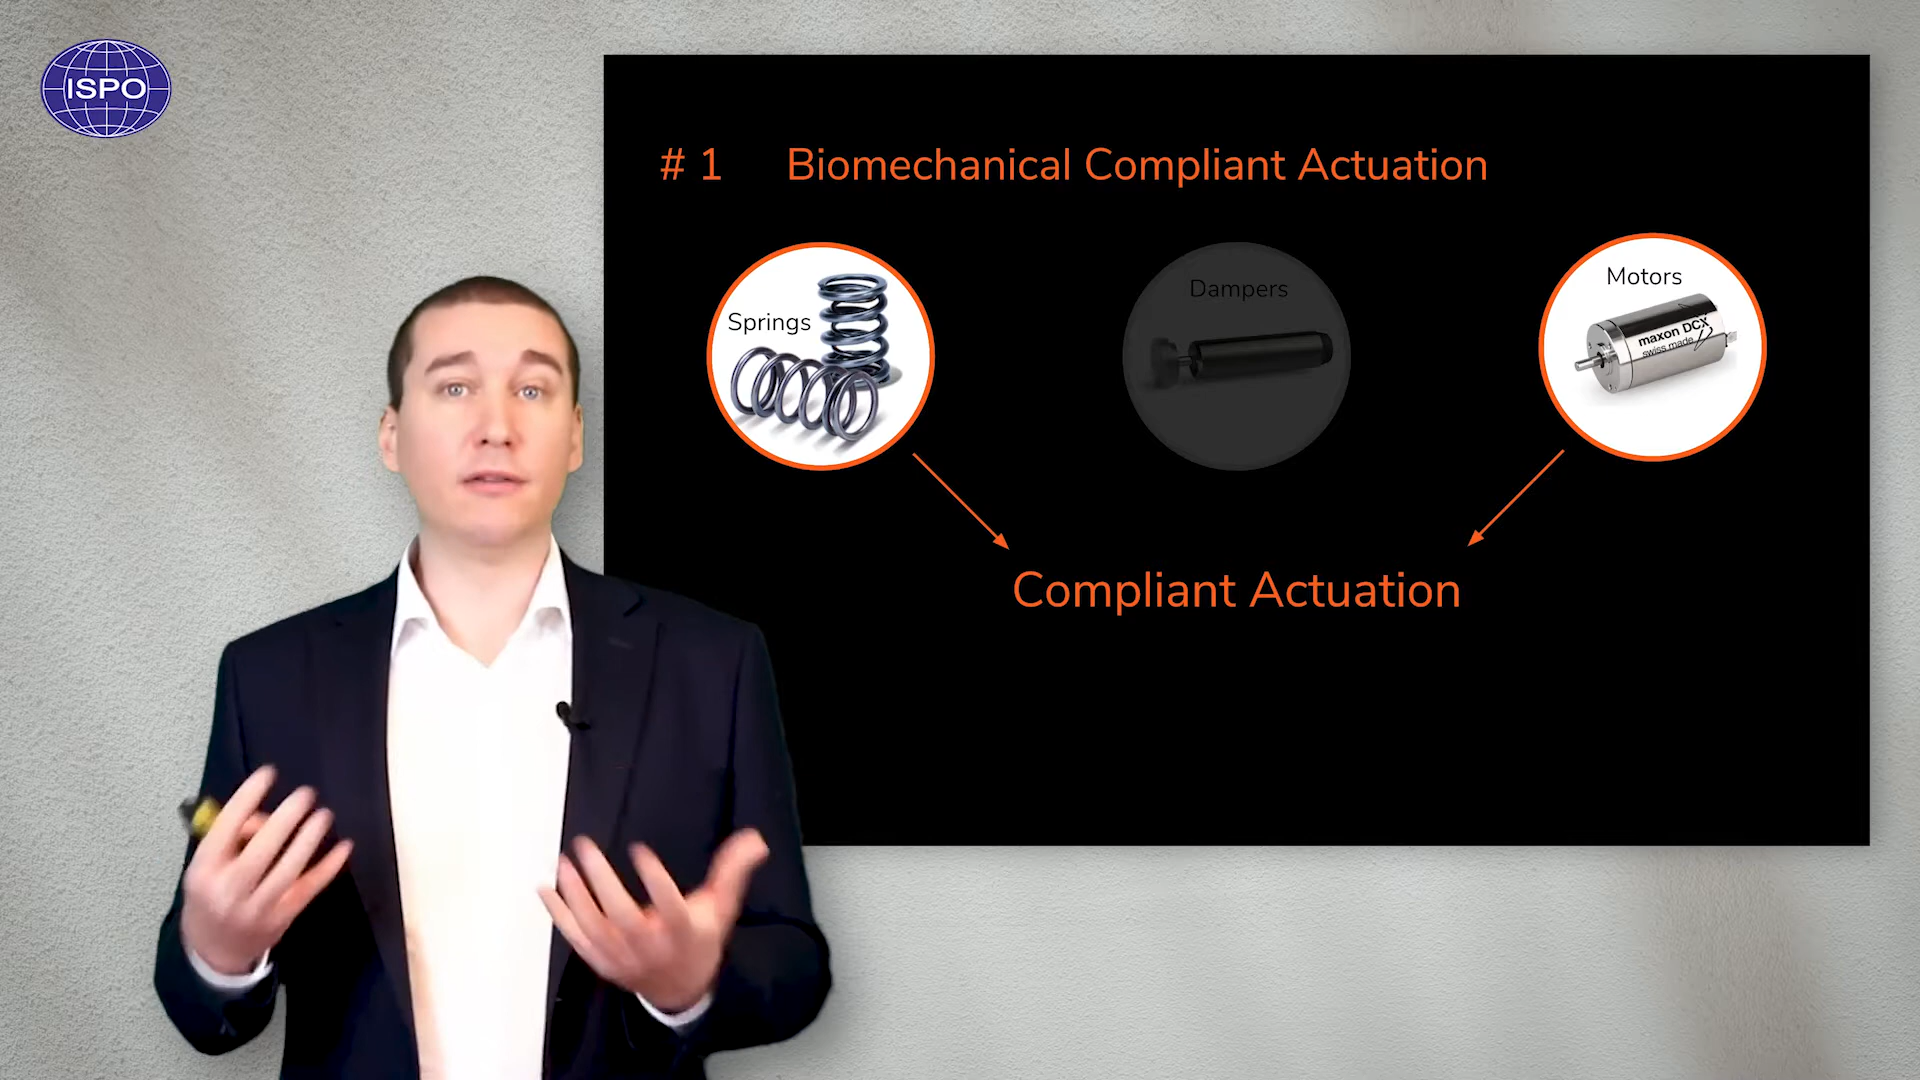 ISPO
# 1 Biomechanical Compliant Actuation
Springs
Dampers
Motors
maxon DCX
swiss made
Compliant Actuation